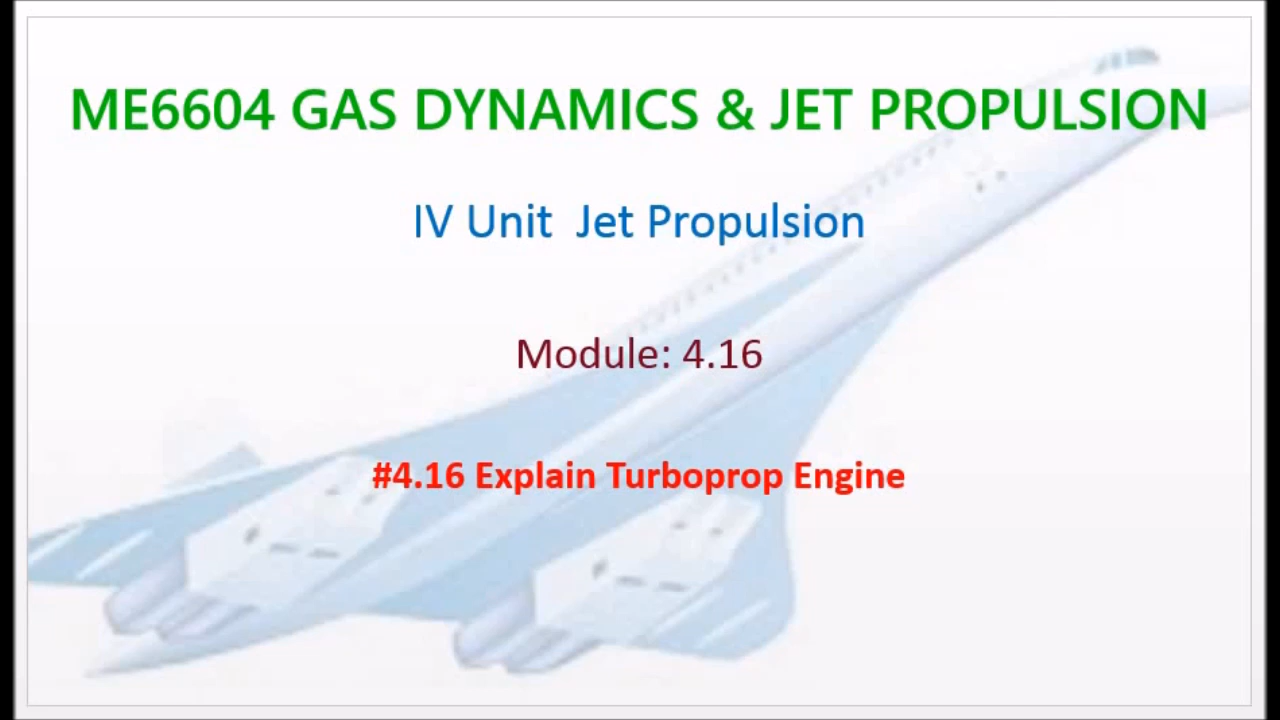 ME6604 GAS DYNAMICS & JET PROPULSION
IV Unit Jet Propulsion
Module: 4.16
#4.16 Explain Turboprop Engine